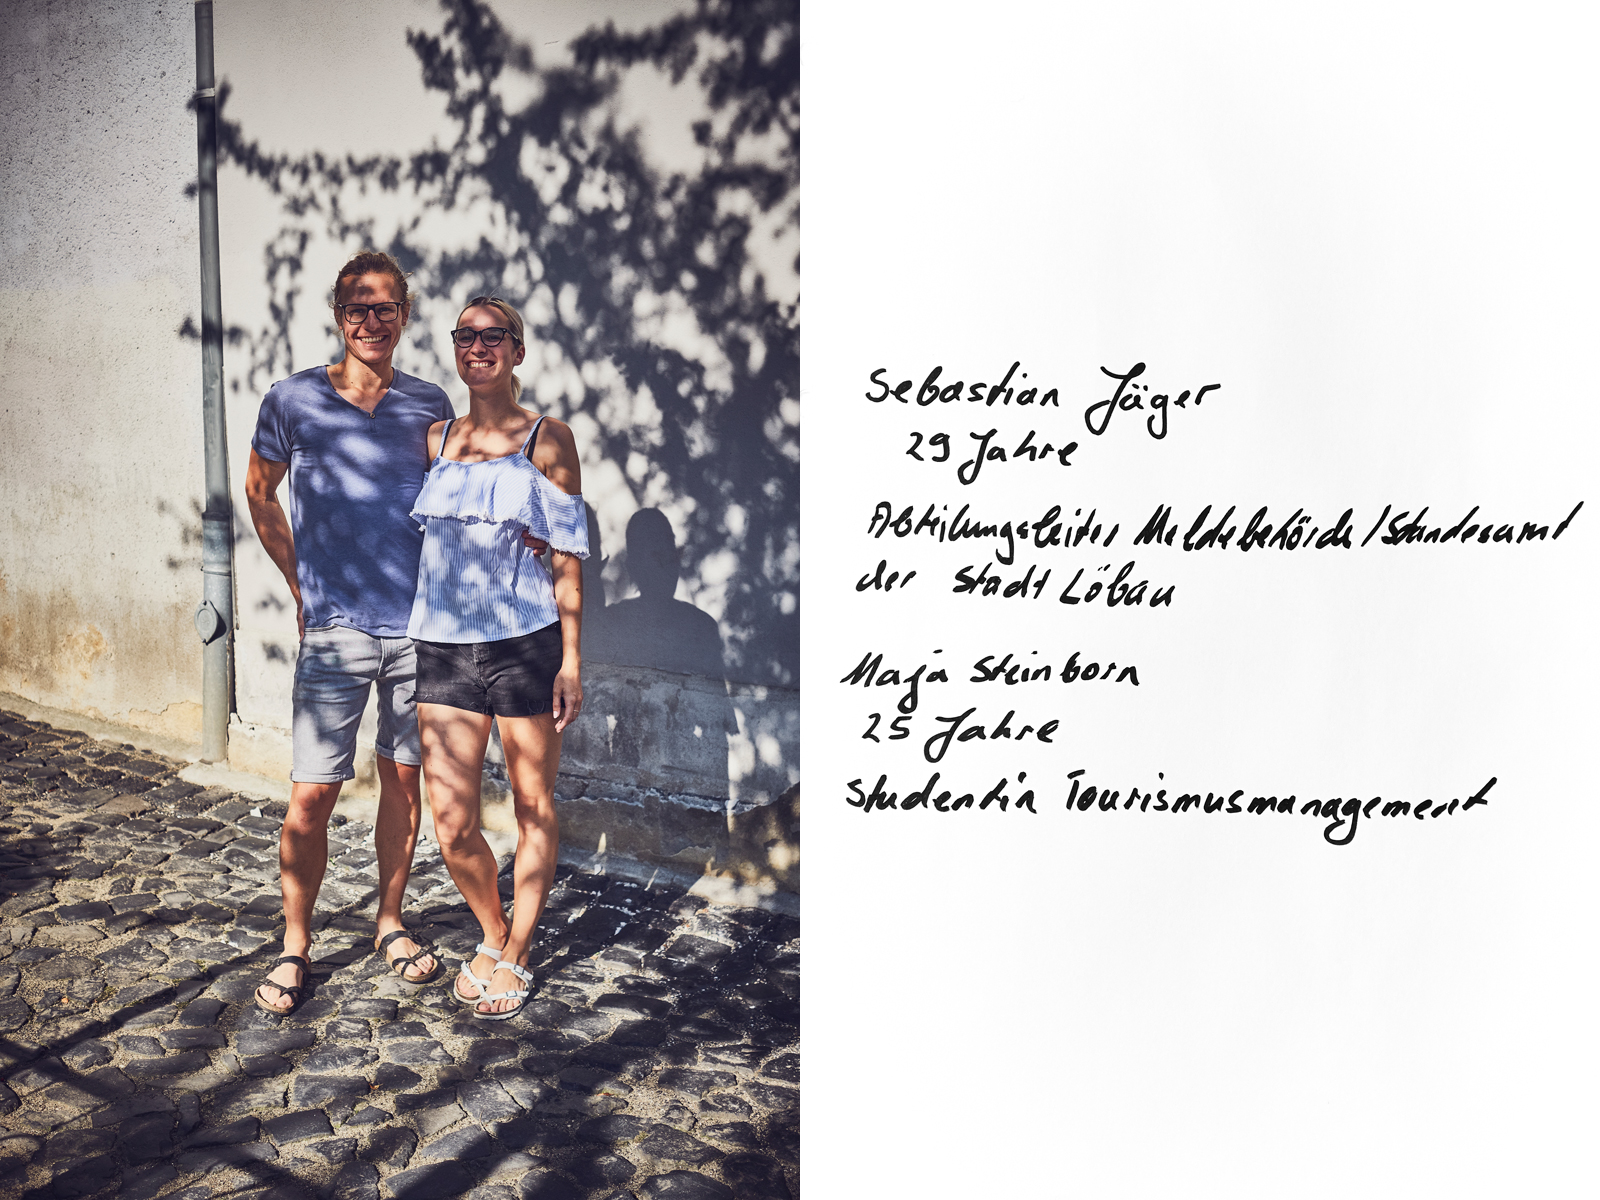 Sebastian Jäger
29 Jahre
Abteilungsleiter Meldebehörde/Standesamt
der Stadt Löbau
Maja Steinborn
25 Jahre
Studentin Tourismusmanagement